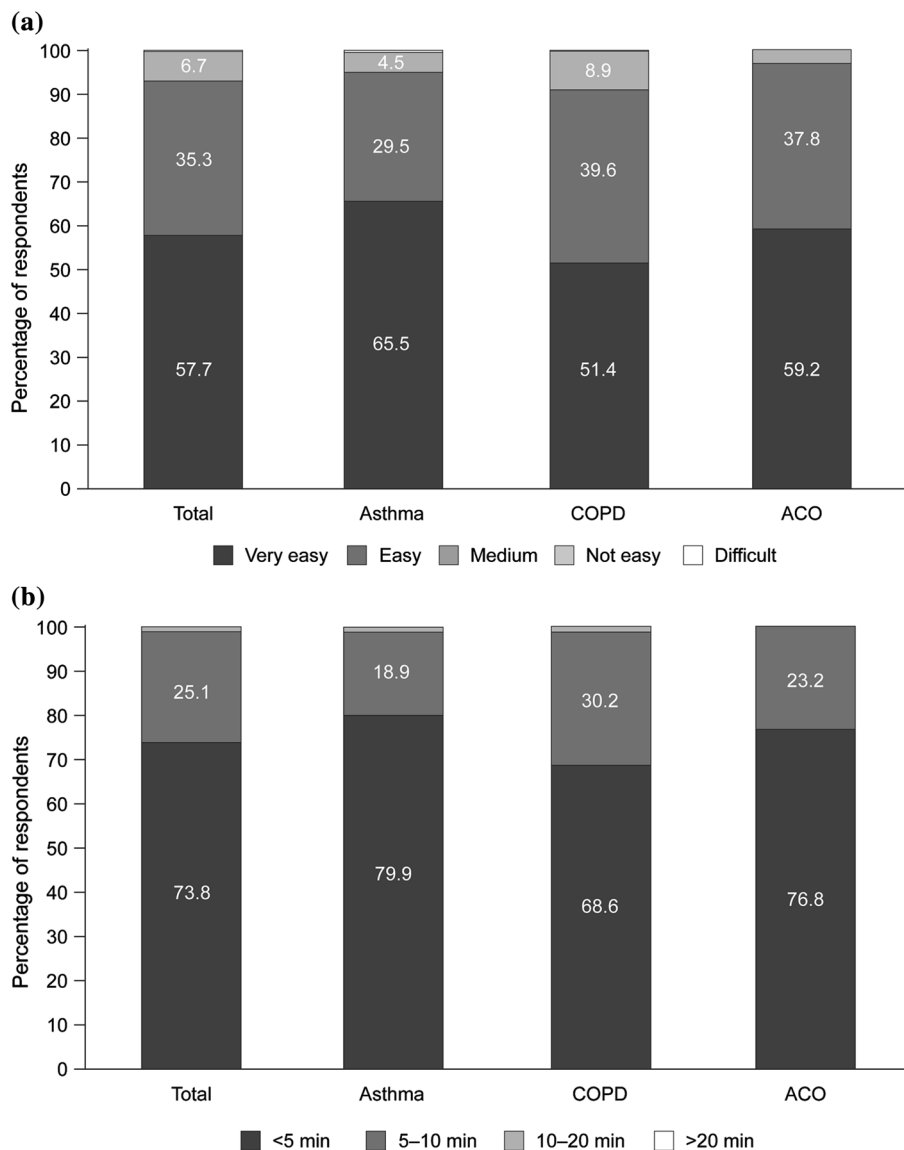 (a)
Percentage of respondents
100
90
80
70
60
50
40
30
20
10
0
6.7
4.5
8.9
35.3
29.5
39.6
37.8
57.7
65.5
51.4
59.2
Total
Asthma
COPD
ACO
Very easy
Easy
Medium
Not easy
Difficult
(b)
Percentage of respondents
100
90
80
70
60
50
40
30
20
10
0
25.1
18.9
30.2
23.2
73.8
79.9
68.6
76.8
Total
Asthma
COPD
ACO
<5 min
5–10 min
10–20 min
>20 min